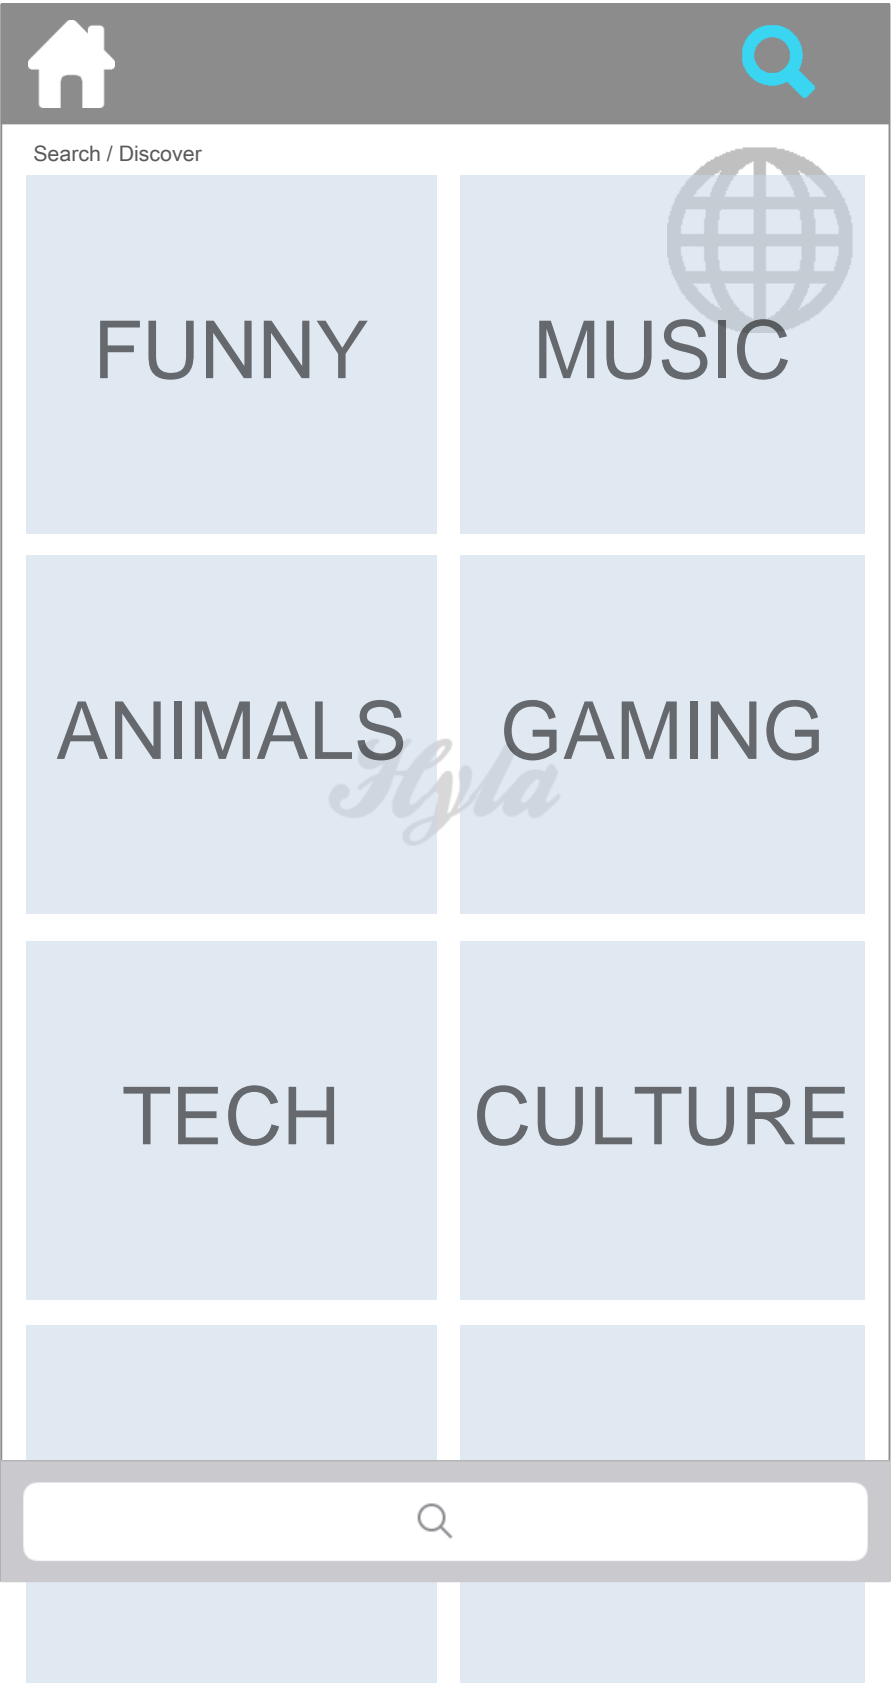 Search / Discover
FUNNY
MUSIC
ANIMALS
GAMING
Hyla
TECH
CULTURE